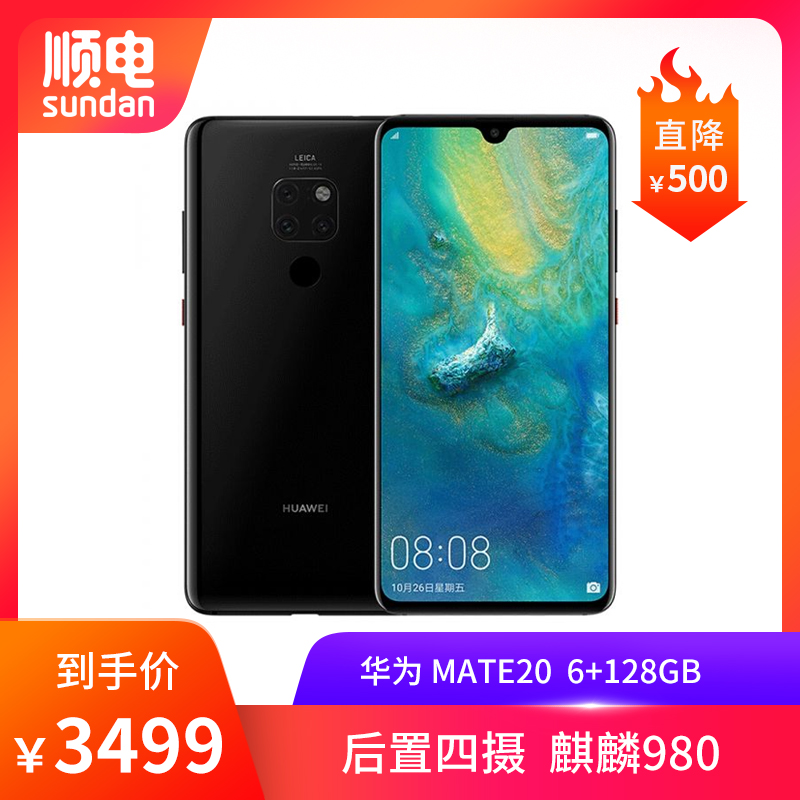 顺电
sundan
直降
¥500
LEICA
HUAWEI
08:08
10月26日星期五
到手价
¥3499
华为 MATE20 6+128GB
后置四摄 麒麟980